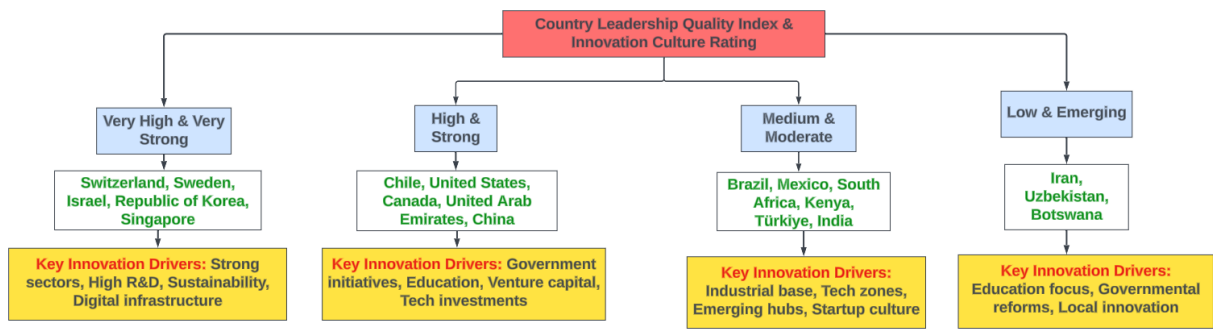 Country Leadership Quality Index &
Innovation Culture Rating
Very High & Very
Strong
High &
Strong
Medium &
Moderate
Low & Emerging
Switzerland, Sweden,
Israel, Republic of Korea,
Singapore
Chile, United States,
Canada, United Arab
Emirates, China
Brazil, Mexico, South
Africa, Kenya,
Türkiye, India
Iran,
Uzbekistan,
Botswana
Key Innovation Drivers: Strong
sectors, High R&D, Sustainability,
Digital infrastructure
Key Innovation Drivers: Government
initiatives, Education, Venture capital,
Tech investments
Key Innovation Drivers:
Industrial base, Tech zones,
Emerging hubs, Startup culture
Key Innovation Drivers:
Education focus, Governmental
reforms, Local innovation